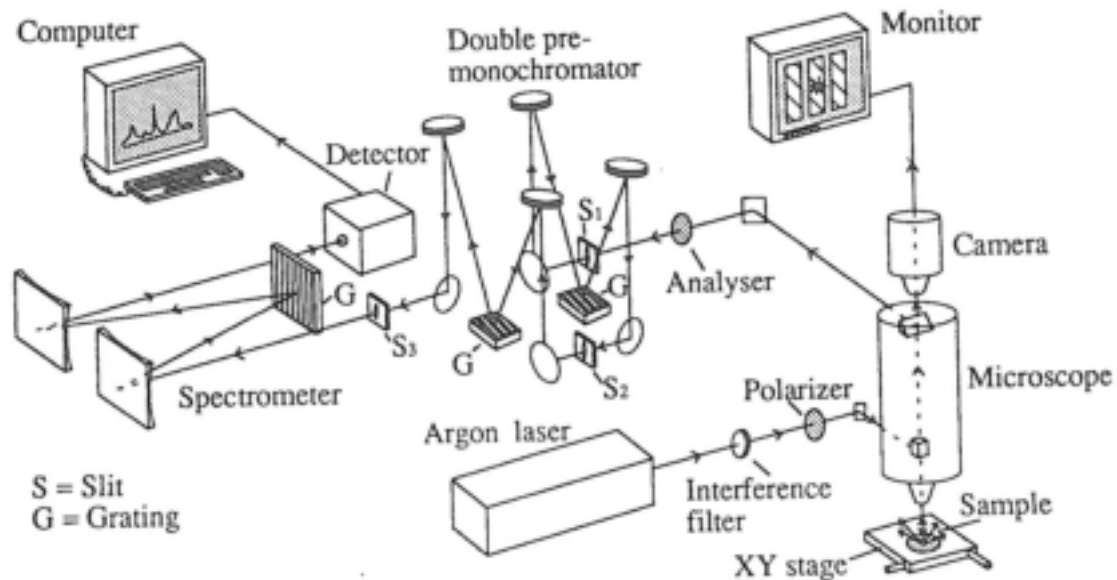 Computer
Double pre-
monochromator
Monitor
Detector
S1
Camera
Analyser
G
G
S3
G
S2
Spectrometer
Polarizer
Microscope
Argon laser
S = Slit
G = Grating
Interference
filter
Sample
XY stage